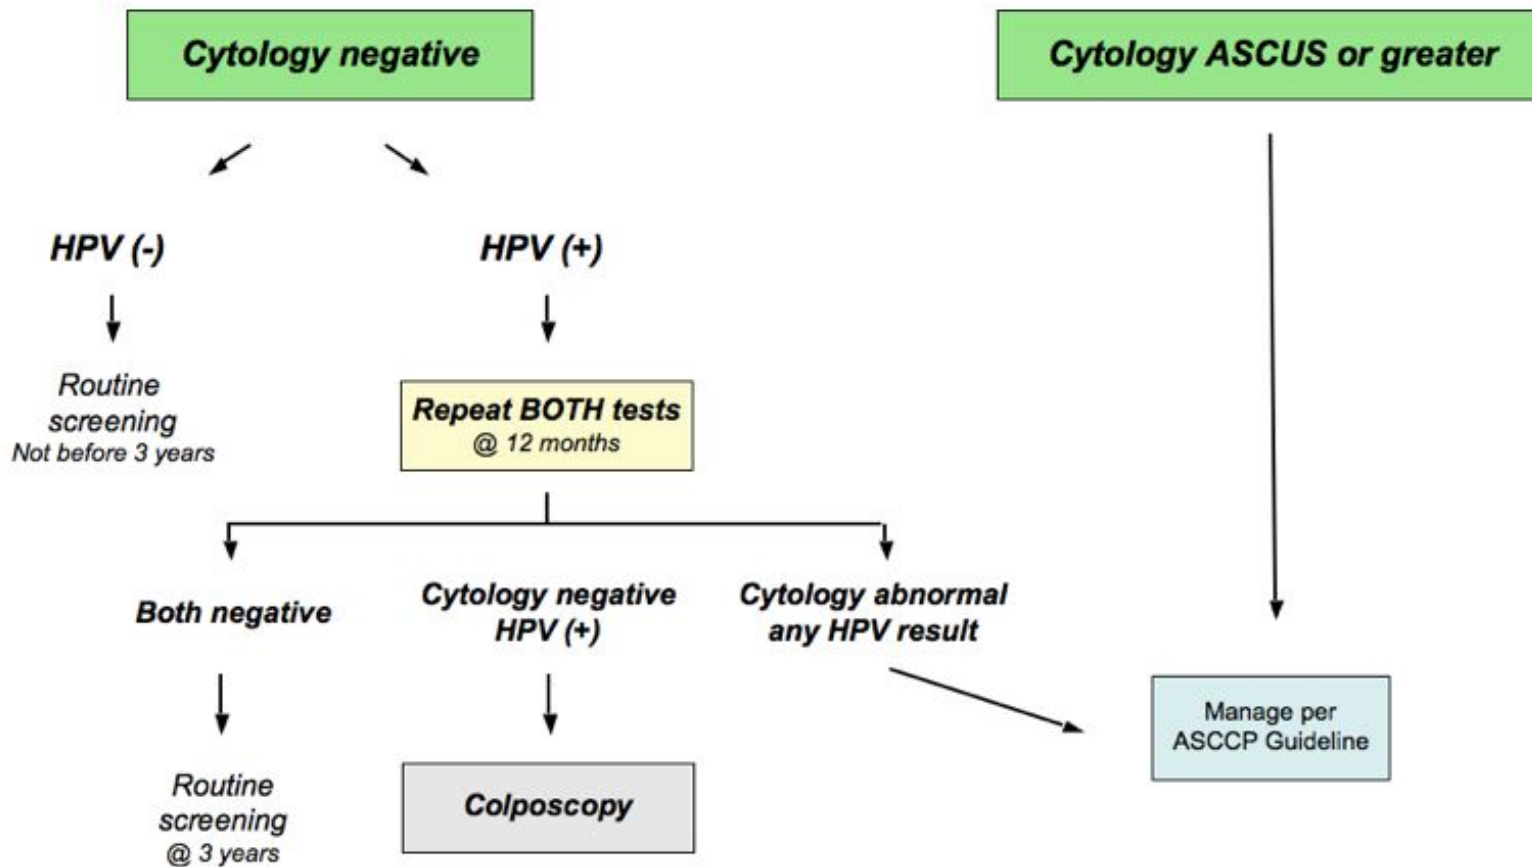 Cytology negative
Cytology ASCUS or greater
HPV (-)
HPV (+)
Routine
screening
Not before 3 years
Repeat BOTH tests
@ 12 months
Both negative
Cytology negative
HPV (+)
Cytology abnormal
any HPV result
Routine
screening
@ 3 years
Colposcopy
Manage per
ASCCP Guideline